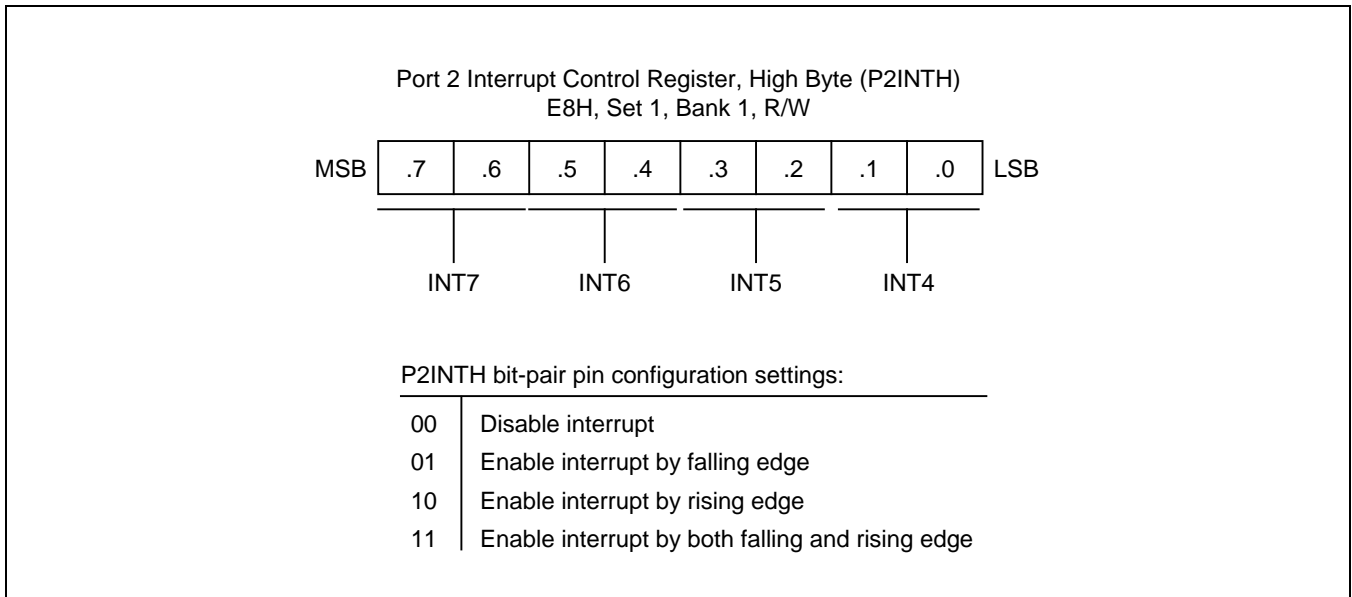 Port 2 Interrupt Control Register, High Byte (P2INTH)
E8H, Set 1, Bank 1, R/W
MSB .7 .6 .5 .4 .3 .2 .1 .0 LSB
INT7 INT6 INT5 INT4
P2INTH bit-pair pin configuration settings:
00 Disable interrupt
01 Enable interrupt by falling edge
10 Enable interrupt by rising edge
11 Enable interrupt by both falling and rising edge